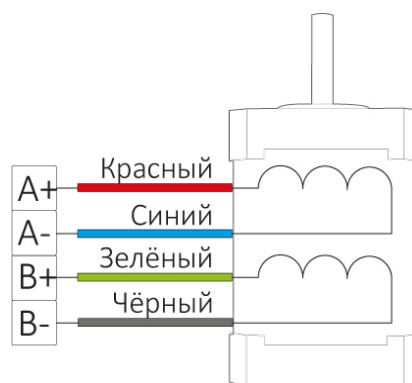 Красный
A+
Синий
A-
Зелёный
B+
Чёрный
B-